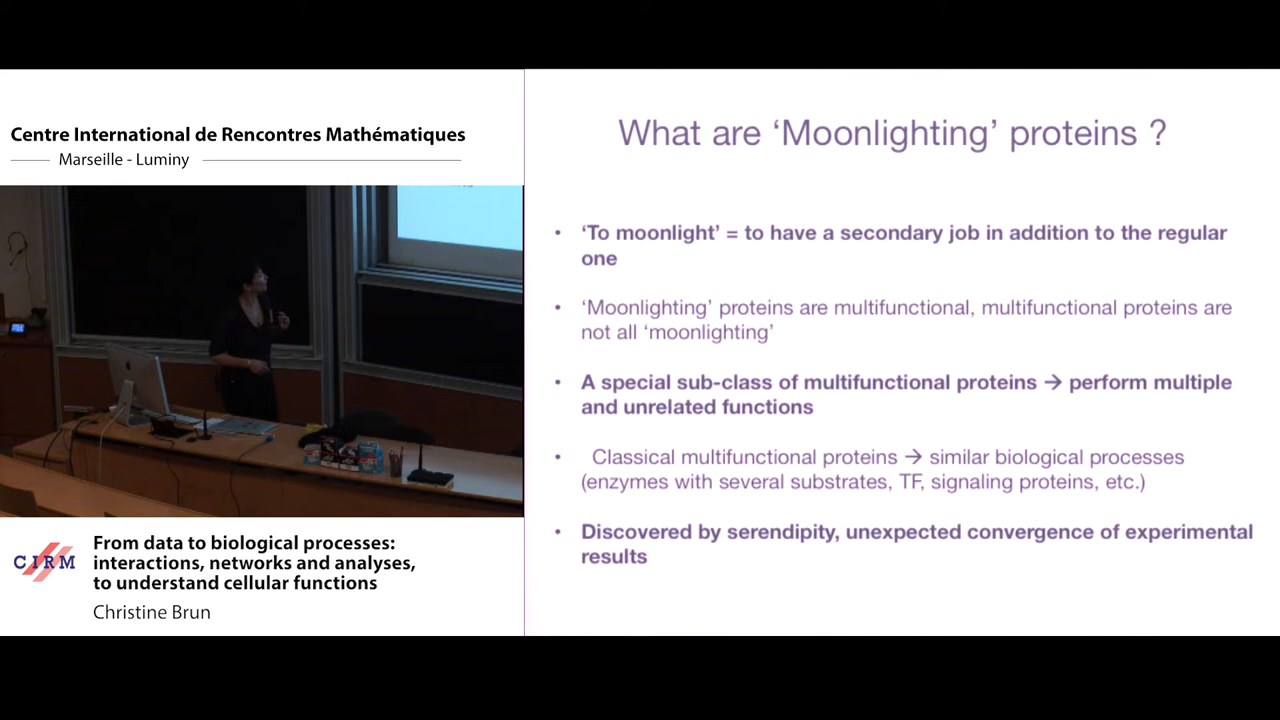 Centre International de Rencontres Mathématiques
Marseille - Luminy
CIRM
From data to biological processes:
interactions, networks and analyses,
to understand cellular functions
Christine Brun
What are ‘Moonlighting’ proteins ?
• ‘To moonlight’ = to have a secondary job in addition to the regular
one
• ‘Moonlighting’ proteins are multifunctional, multifunctional proteins are
not all ‘moonlighting’
• A special sub-class of multifunctional proteins → perform multiple
and unrelated functions
• Classical multifunctional proteins → similar biological processes
(enzymes with several substrates, TF, signaling proteins, etc.)
• Discovered by serendipity, unexpected convergence of experimental
results